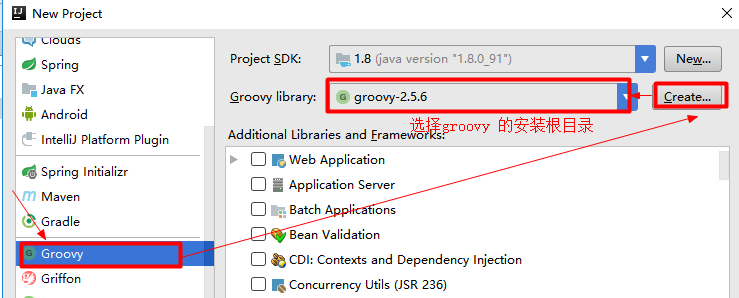 New Project
Clouds
Spring
Java FX
Android
IntelliJ Platform Plugin
Spring Initializr
Maven
Gradle
Groovy
Griffon
Project SDK:
1.8 (java version "1.8.0_91")
New...
Groovy library:
groovy-2.5.6
Create...
选择groovy 的安装根目录
Additional Libraries and Frameworks:
Web Application
Application Server
Batch Applications
Bean Validation
CDI: Contexts and Dependency Injection
Concurrency Utils (JSR 236)